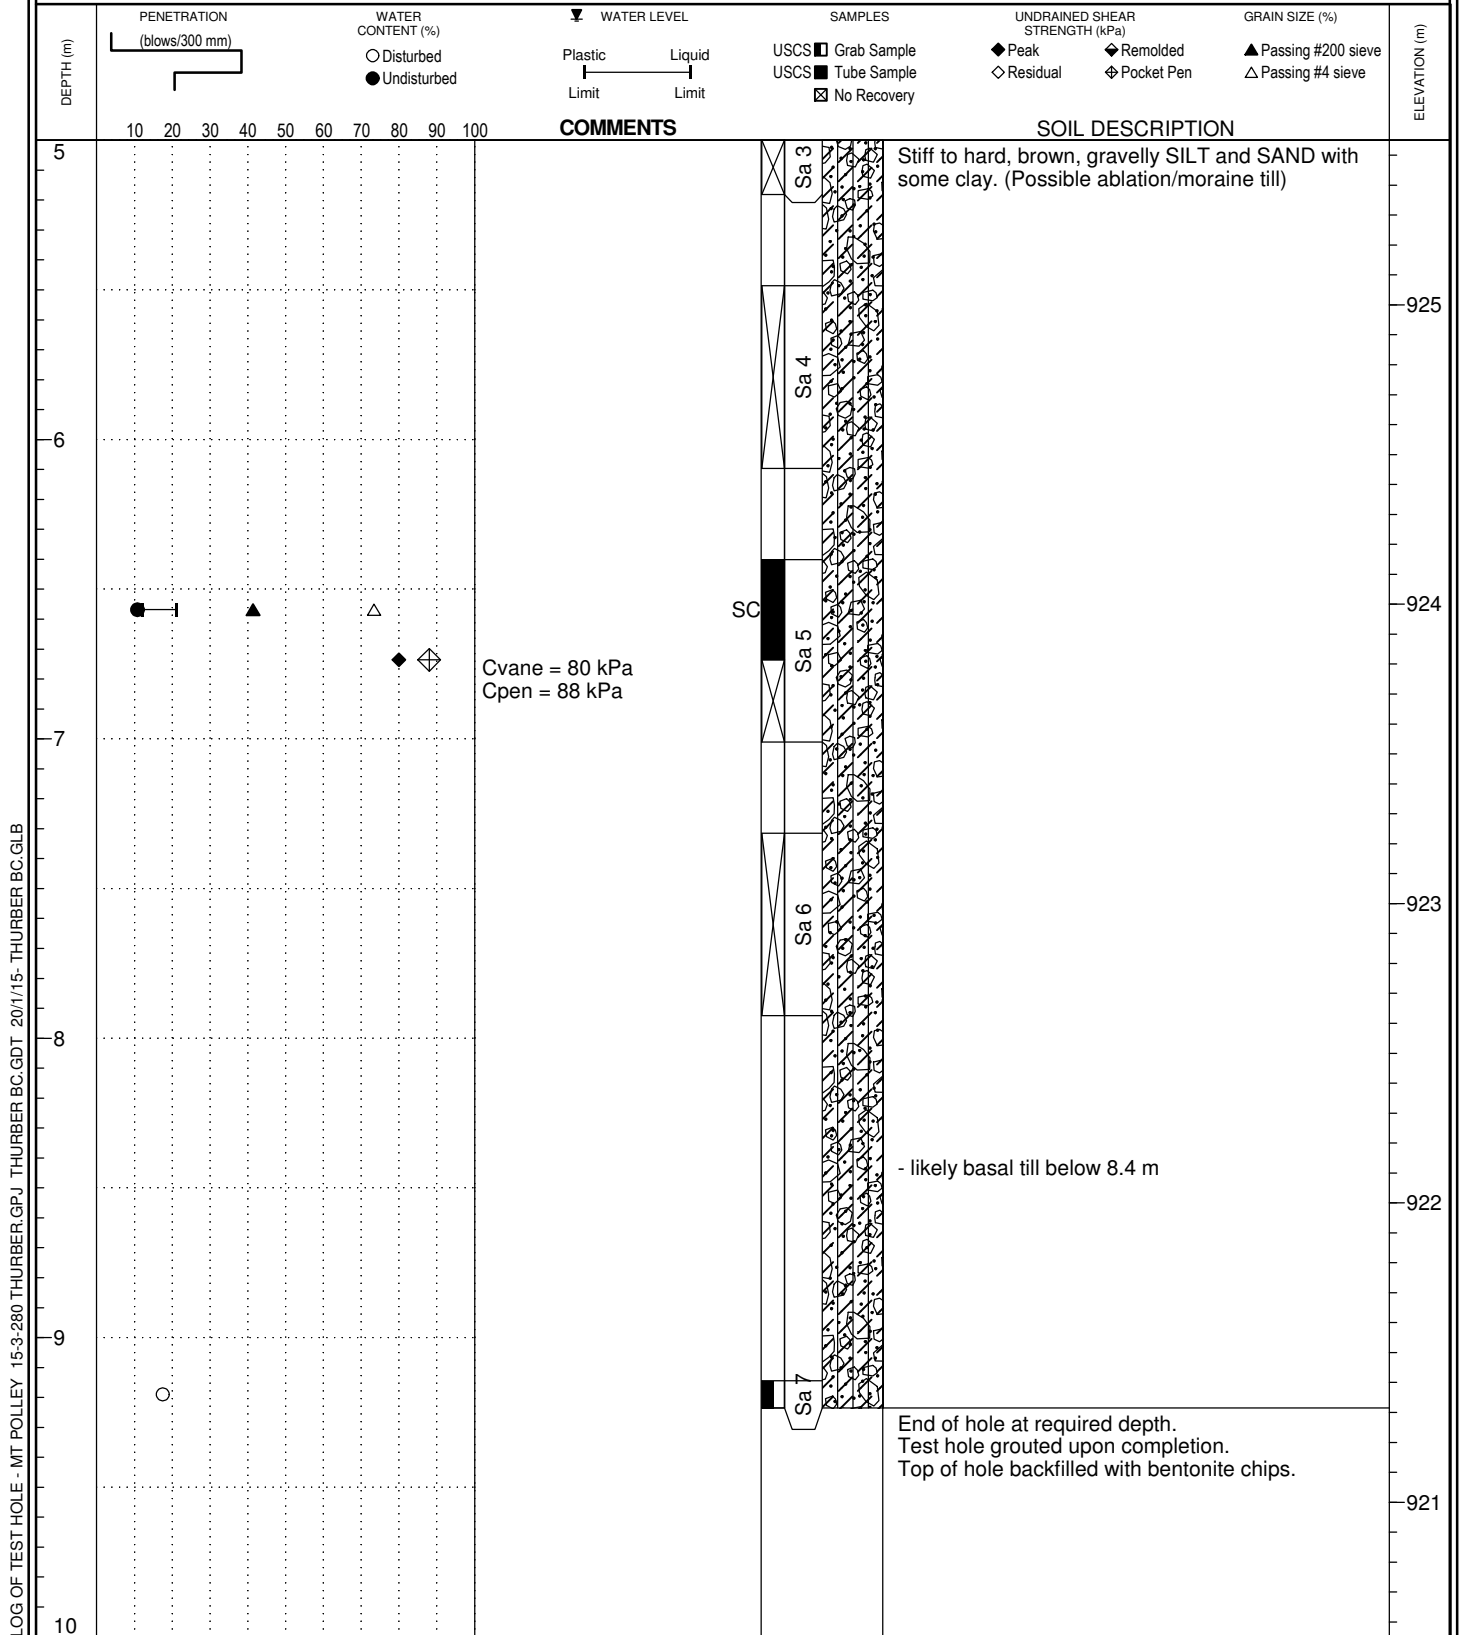 PENETRATION
(blows/300 mm)
WATER
CONTENT (%)
Disturbed
Undisturbed
WATER LEVEL
Plastic Liquid
Limit Limit
SAMPLES
USCS Grab Sample
USCS Tube Sample
No Recovery
UNDRAINED SHEAR
STRENGTH (kPa)
Peak Remolded
Residual Pocket Pen
GRAIN SIZE (%)
Passing #200 sieve
Passing #4 sieve
DEPTH (m)
ELEVATION (m)
10 20 30 40 50 60 70 80 90 100
COMMENTS
SOIL DESCRIPTION
5
Sa 3
Stiff to hard, brown, gravelly SILT and SAND with
some clay. (Possible ablation/moraine till)
925
Sa 4
6
924
SC
Sa 5
Cvane = 80 kPa
Cpen = 88 kPa
7
923
Sa 6
8
- likely basal till below 8.4 m
922
9
Sa 7
End of hole at required depth.
Test hole grouted upon completion.
Top of hole backfilled with bentonite chips.
921
10
LOG OF TEST HOLE - MT POLLEY 15-3-280 THURBER.GPJ THURBER BC.GDT 20/1/15- THURBER BC.GLB